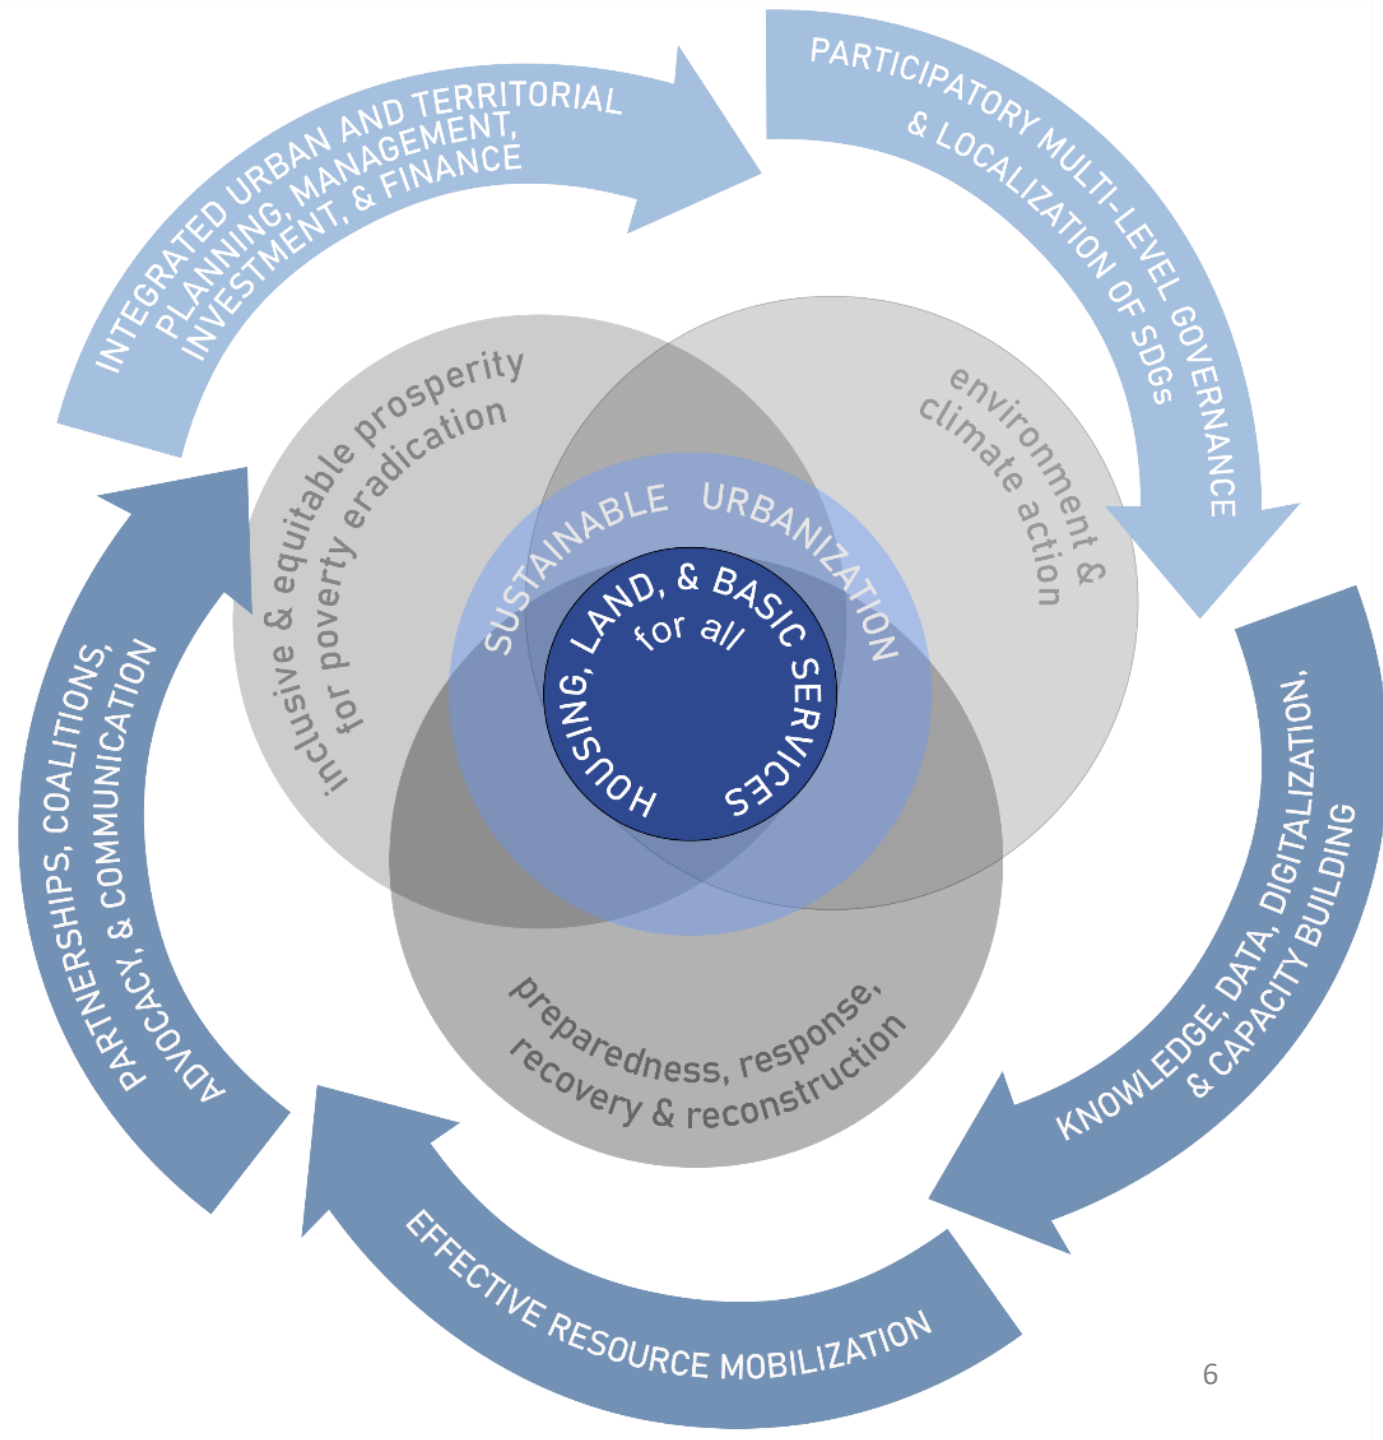 INTEGRATED URBAN AND TERRITORIAL
PLANNING, MANAGEMENT,
INVESTMENT, & FINANCE
PARTICIPATORY MULTI-LEVEL GOVERNANCE
& LOCALIZATION OF SDGs
KNOWLEDGE, DATA, DIGITALIZATION,
& CAPACITY BUILDING
EFFECTIVE RESOURCE MOBILIZATION
PARTNERSHIPS, COALITIONS,
ADVOCACY, & COMMUNICATION
inclusive & equitable prosperity
for poverty eradication
environment &
climate action
preparedness, response,
recovery & reconstruction
SUSTAINABLE URBANIZATION
HOUSING, LAND, & BASIC SERVICES
for all
6